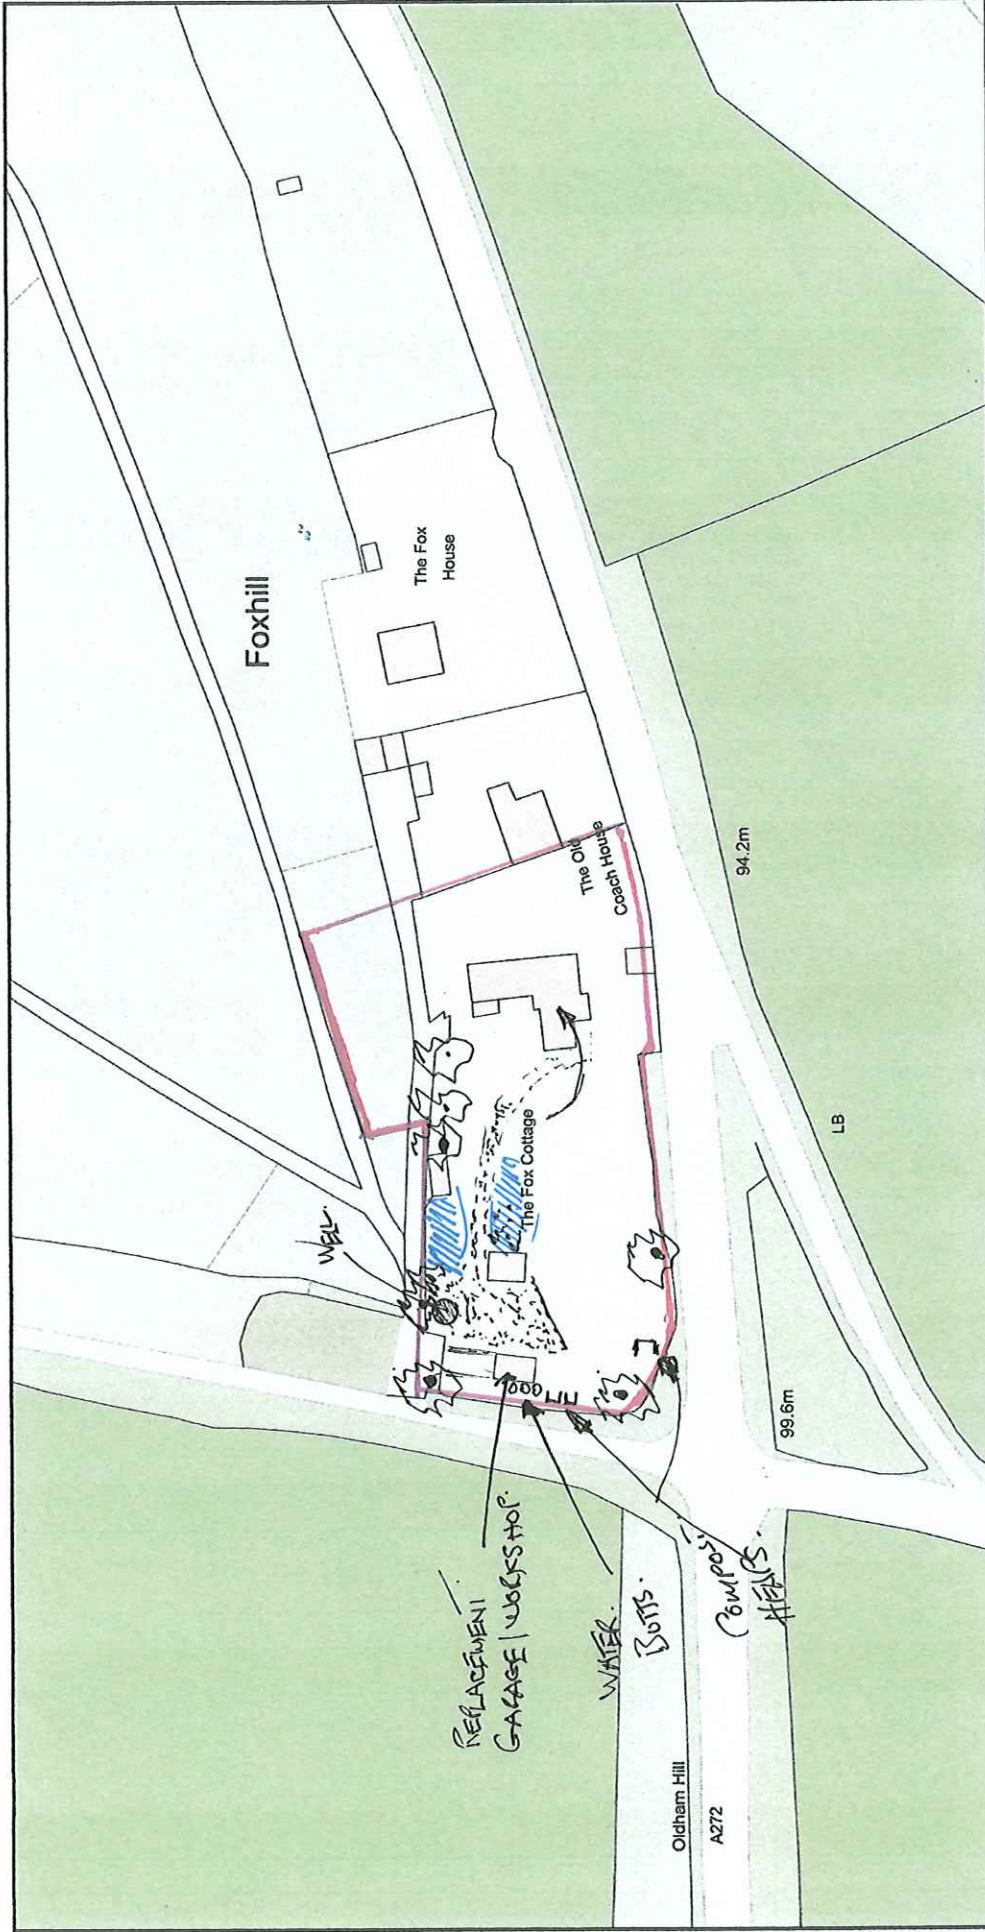 Foxhill
The Fox
House
The Old
Coach House
The Fox Cottage
WELL.
REPLACEMENT
GARAGE / WORKSHOP.
WATER.
BUTTS.
COMPOST
HEAPS.
Oldham Hill
A272
94.2m
LB
99.6m